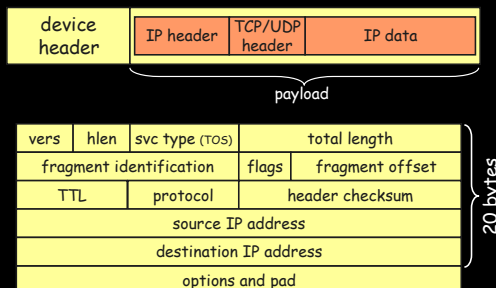 device header IP header TCP/UDP header IP data
payload
vers hlen svc type (TOS) total length
fragment identification flags fragment offset
TTL protocol header checksum
source IP address
destination IP address
options and pad
20 bytes